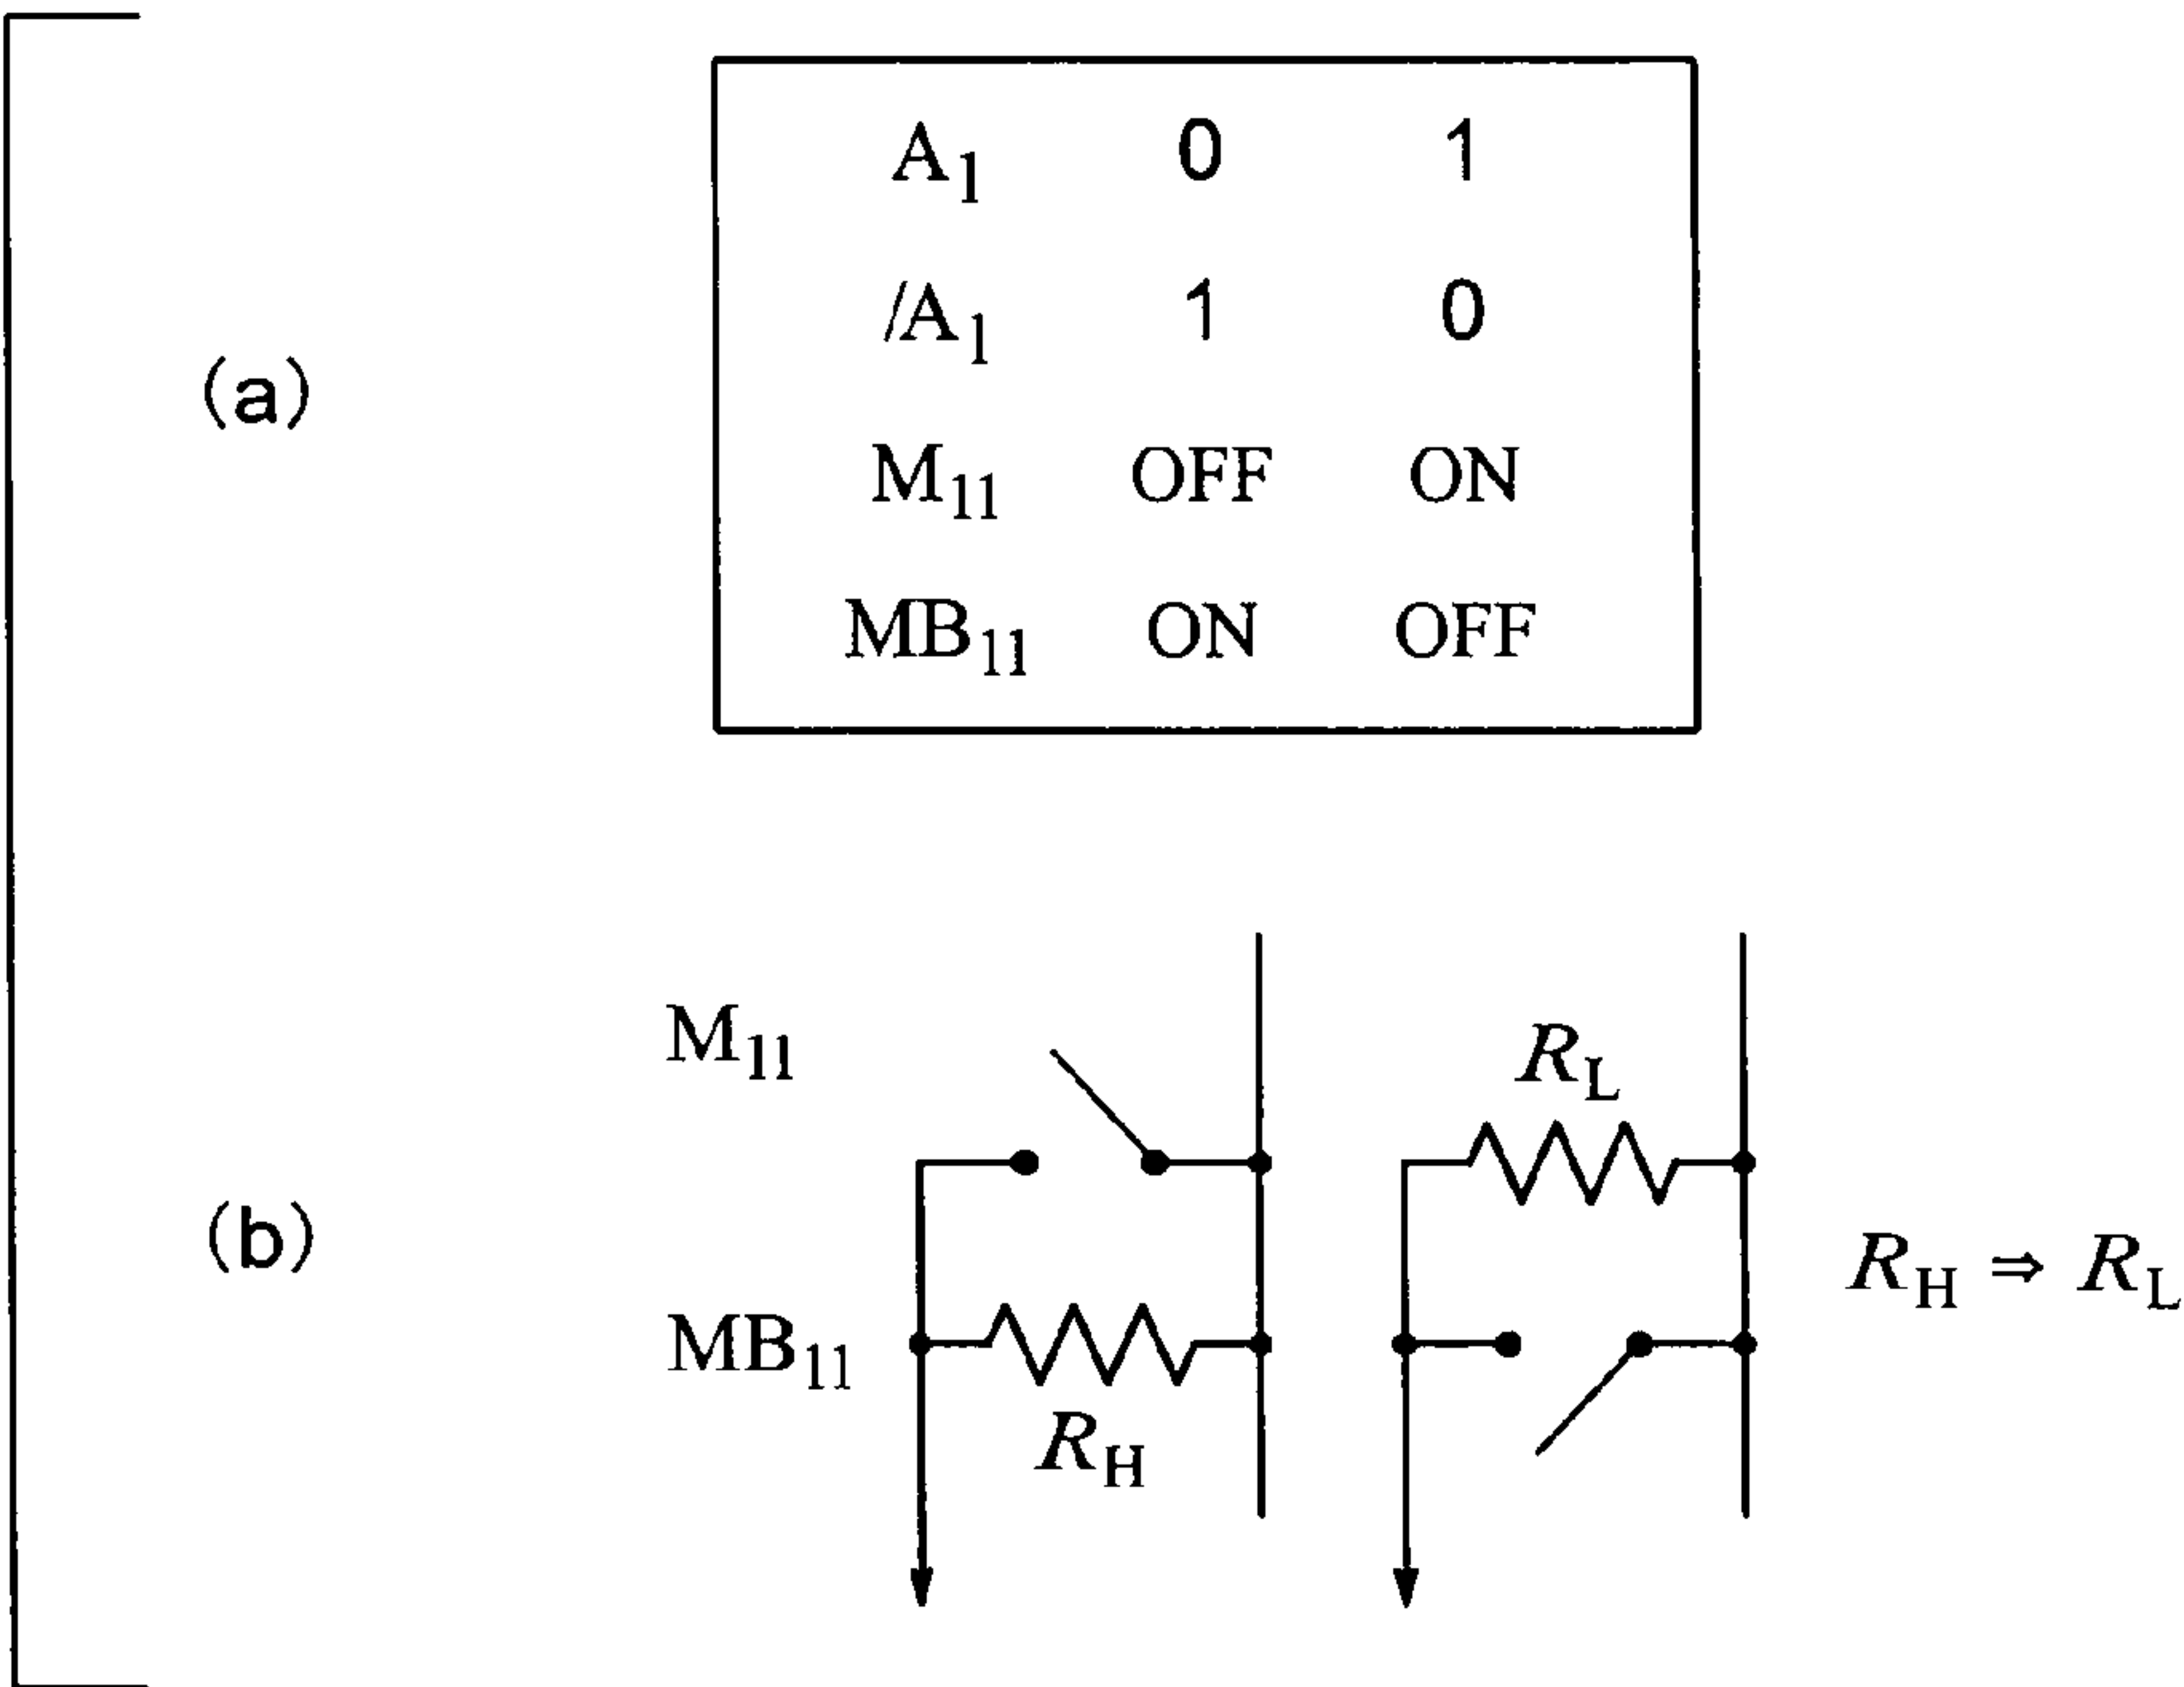 (a)
A1 0 1
/A1 1 0
M11 OFF ON
MB11 ON OFF
(b)
M11
RL
MB11
RH
RH ⇒ RL